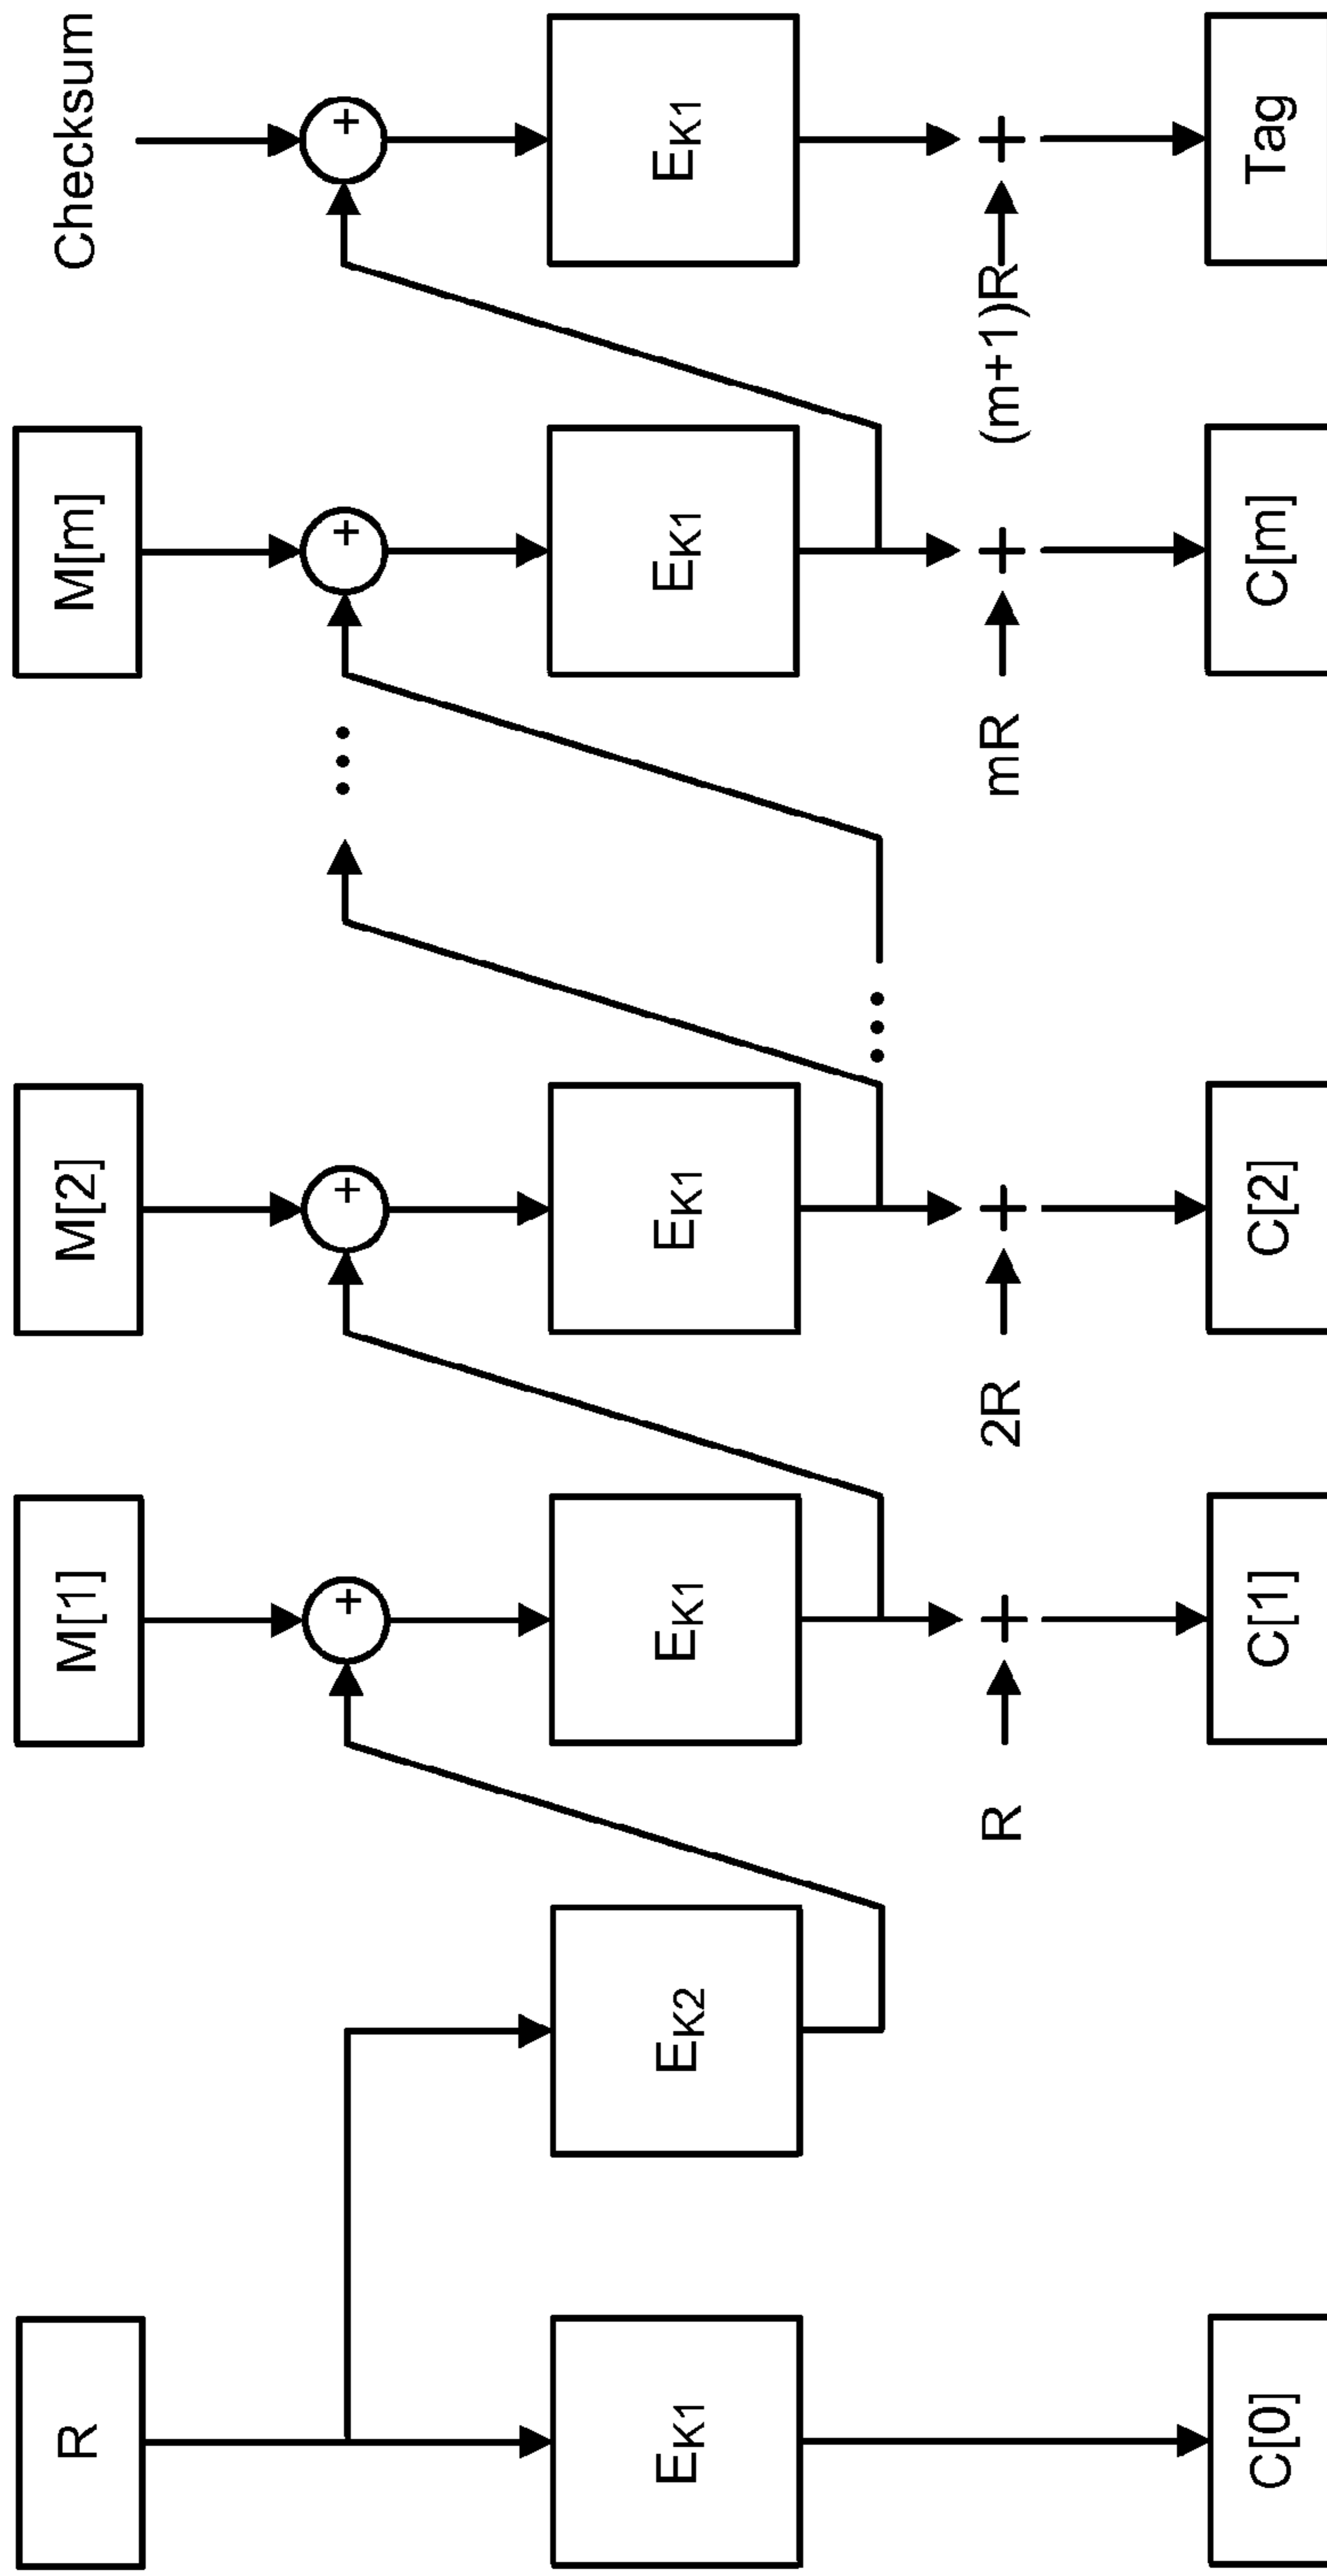 R
M[1]
M[2]
M[m]
Checksum
+
+
+
...
+
+
E_K1
E_K2
E_K1
E_K1
E_K1
E_K1
...
R
+
2R
+
mR
+
(m+1)R
+
C[0]
C[1]
C[2]
C[m]
Tag